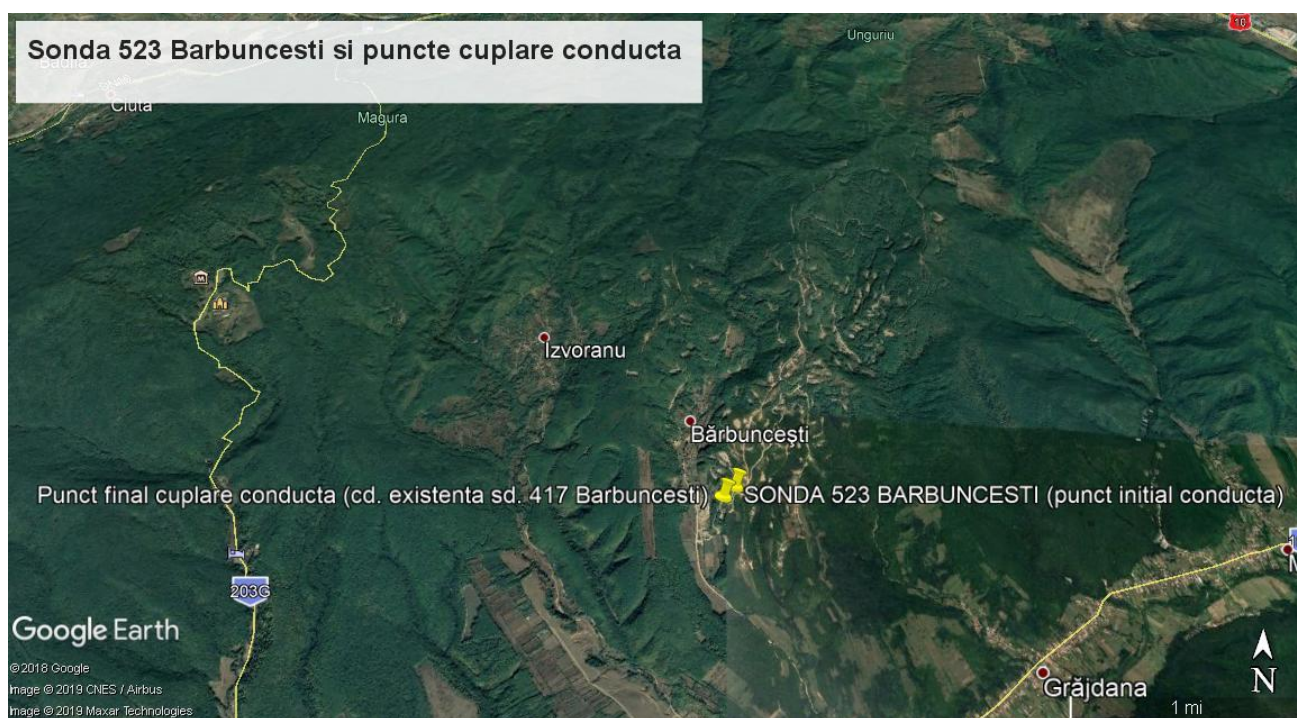 Sonda 523 Barbuncesti si puncte cuplare conducta
10
Unguriu
Ciuta
Magura
Izvoranu
Bărbuncești
Punct final cuplare conducta (cd. existenta sd. 417 Barbuncesti)
SONDA 523 BARBUNCESTI (punct initial conducta)
203G
Google Earth
©2018 Google
Image © 2019 CNES / Airbus
Image © 2019 Maxar Technologies
Grăjdana
N
1 mi